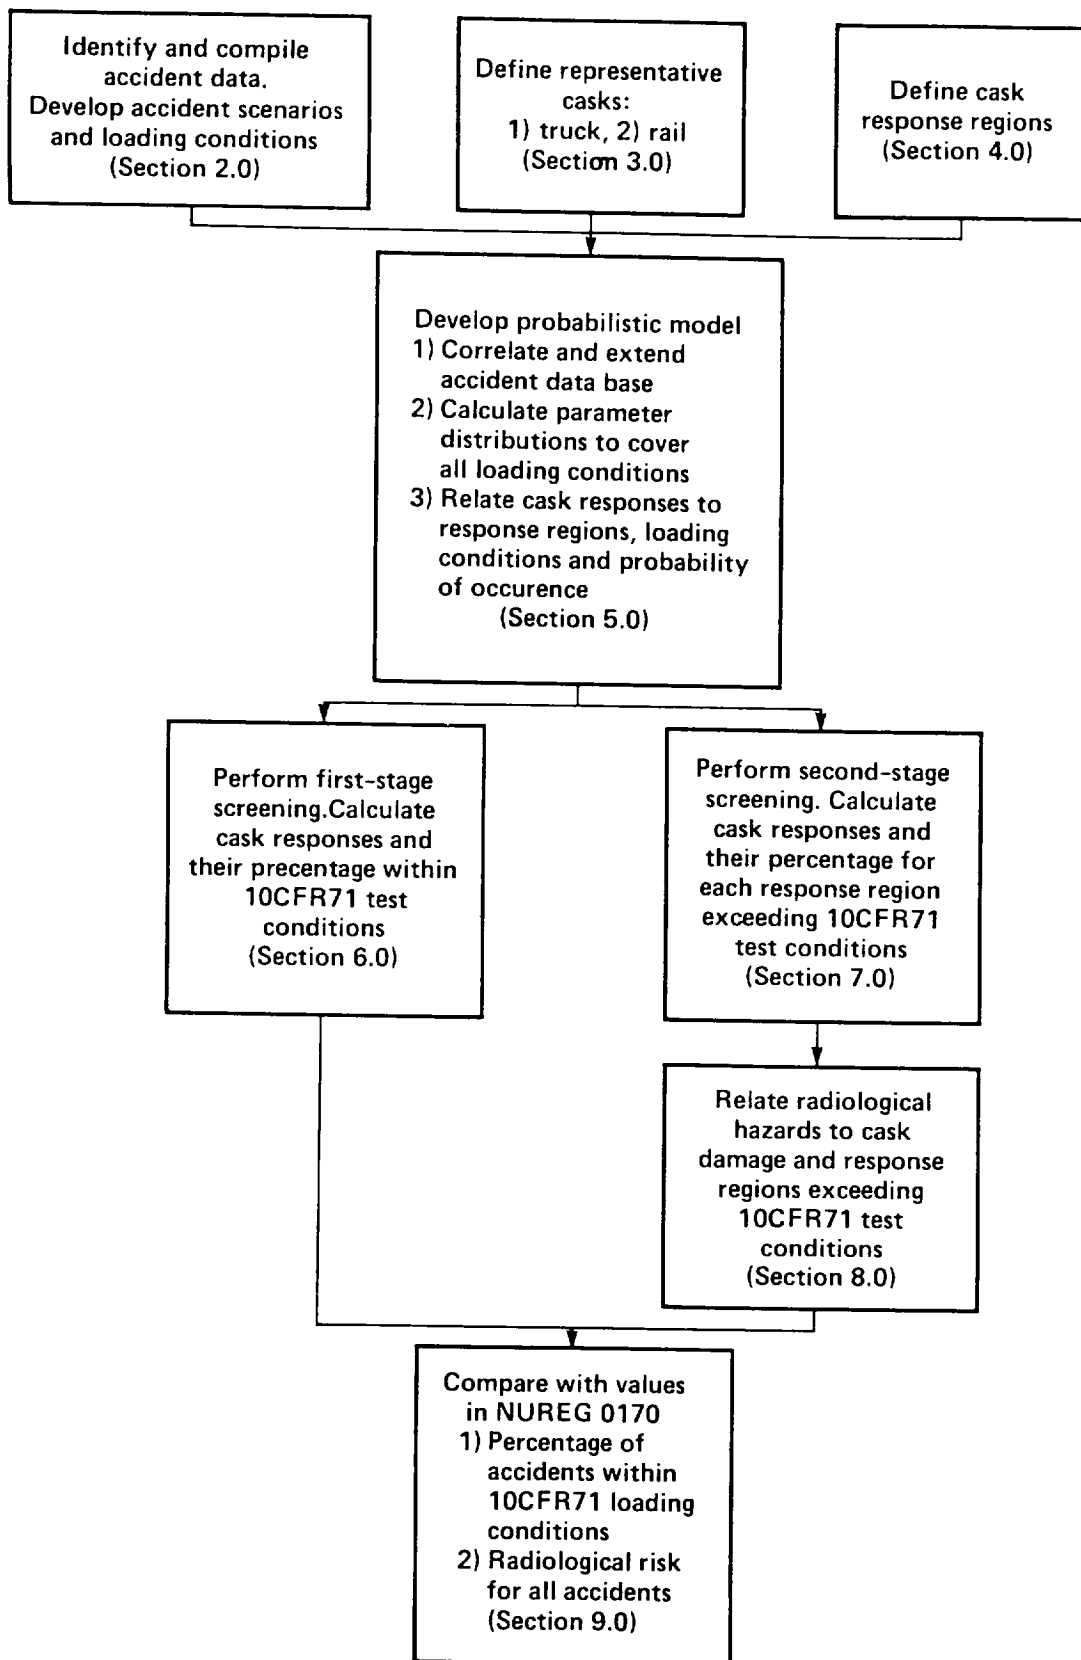 Identify and compile
accident data.
Develop accident scenarios
and loading conditions
(Section 2.0)
Define representative
casks:
1) truck, 2) rail
(Section 3.0)
Define cask
response regions
(Section 4.0)
Develop probabilistic model
1) Correlate and extend
accident data base
2) Calculate parameter
distributions to cover
all loading conditions
3) Relate cask responses to
response regions, loading
conditions and probability
of occurence
(Section 5.0)
Perform first-stage
screening.Calculate
cask responses and
their precentage within
10CFR71 test
conditions
(Section 6.0)
Perform second-stage
screening. Calculate
cask responses and
their percentage for
each response region
exceeding 10CFR71
test conditions
(Section 7.0)
Relate radiological
hazards to cask
damage and response
regions exceeding
10CFR71 test
conditions
(Section 8.0)
Compare with values
in NUREG 0170
1) Percentage of
accidents within
10CFR71 loading
conditions
2) Radiological risk
for all accidents
(Section 9.0)